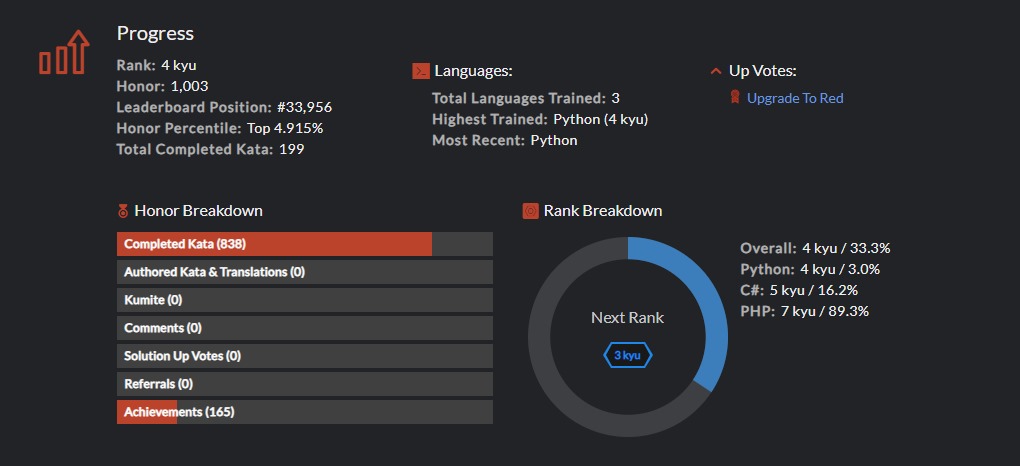 Progress
Rank: 4 kyu
Honor: 1,003
Leaderboard Position: #33,956
Honor Percentile: Top 4.915%
Total Completed Kata: 199
Languages:
Total Languages Trained: 3
Highest Trained: Python (4 kyu)
Most Recent: Python
Up Votes:
Upgrade To Red
Honor Breakdown
Completed Kata (838)
Authored Kata & Translations (0)
Kumite (0)
Comments (0)
Solution Up Votes (0)
Referrals (0)
Achievements (165)
Rank Breakdown
Next Rank
3 kyu
Overall: 4 kyu / 33.3%
Python: 4 kyu / 3.0%
C#: 5 kyu / 16.2%
PHP: 7 kyu / 89.3%